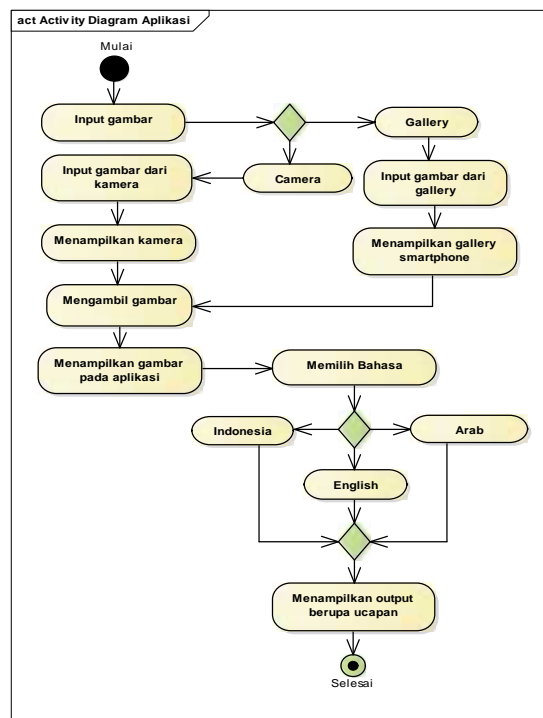 act Activity Diagram Aplikasi
Mulai
Input gambar
Gallery
Camera
Input gambar dari
kamera
Input gambar dari
gallery
Menampilkan kamera
Menampilkan gallery
smartphone
Mengambil gambar
Menampilkan gambar
pada aplikasi
Memilih Bahasa
Indonesia
Arab
English
Menampilkan output
berupa ucapan
Selesai